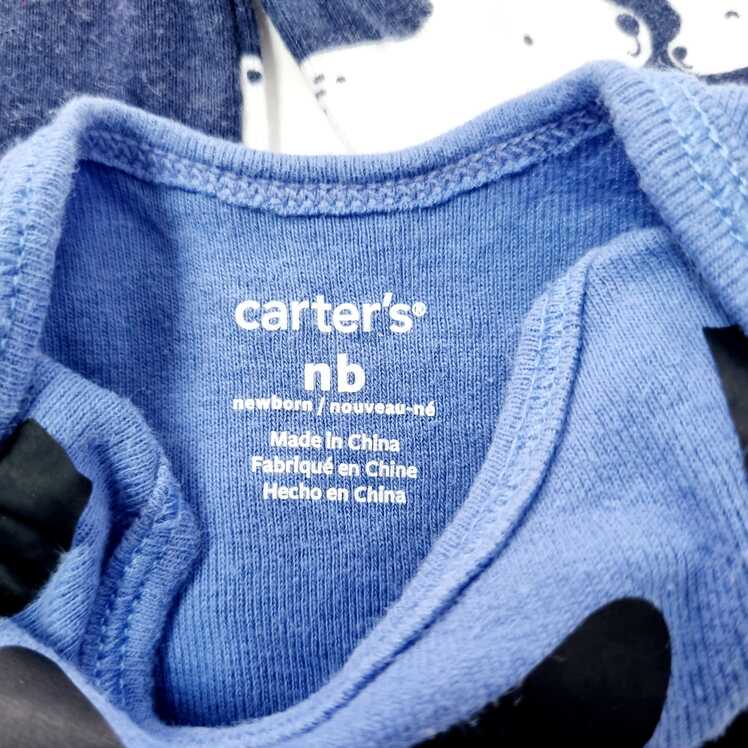 carter's®
nb
newborn / nouveau-né
Made in China
Fabriqué en Chine
Hecho en China